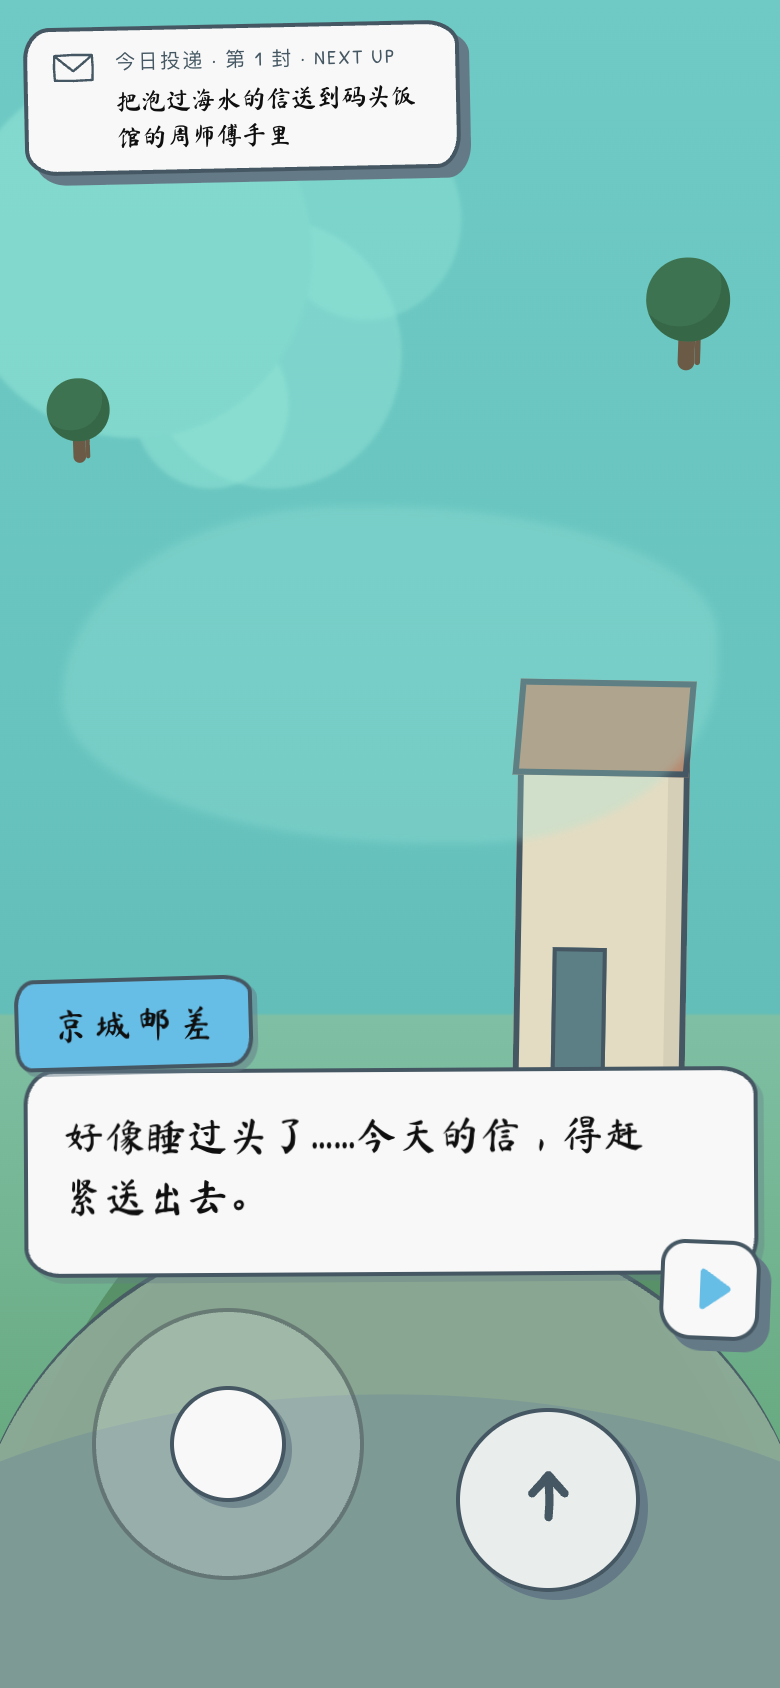 今日投递 · 第 1 封 · NEXT UP
把泡过海水的信送到码头饭
馆的周师傅手里
京城邮差
好像睡过头了……今天的信，得赶
紧送出去。